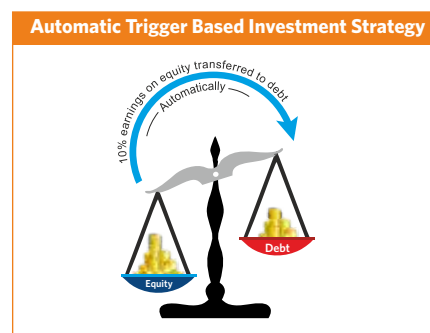 Automatic Trigger Based Investment Strategy
10% earnings on equity transferred to debt
Automatically
Debt
Equity